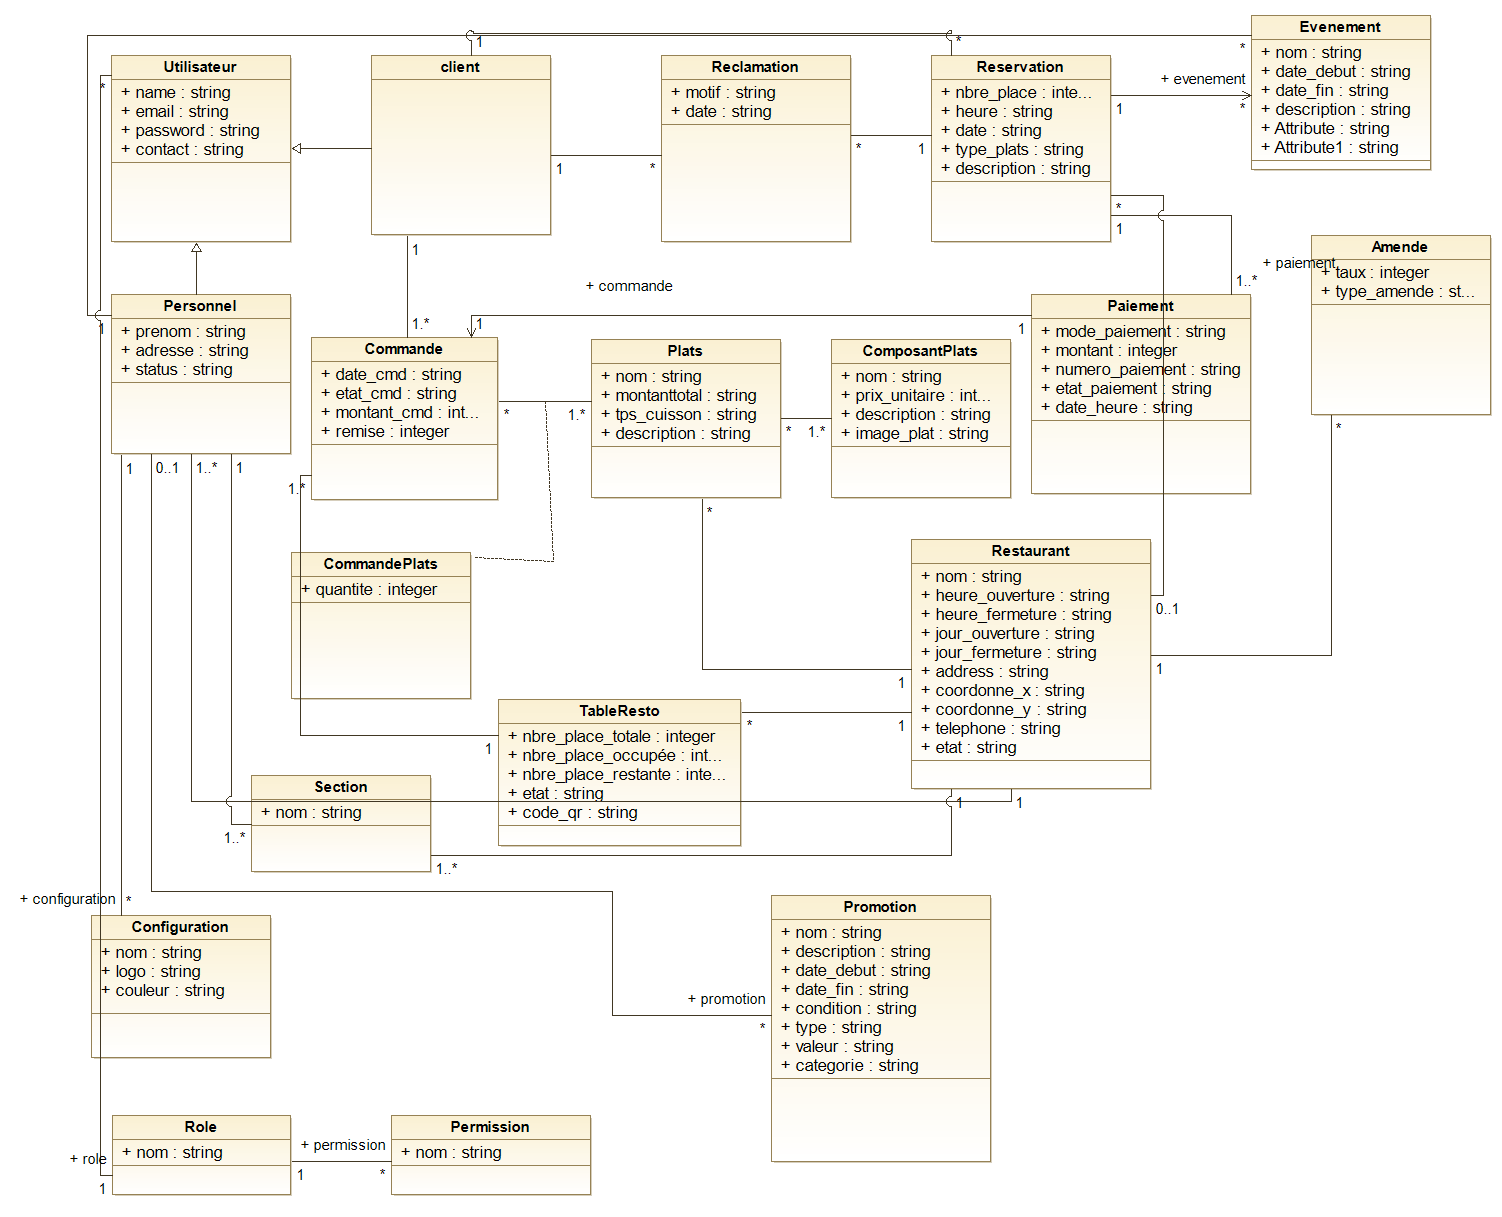 Utilisateur
+ name : string
+ email : string
+ password : string
+ contact : string
*
client
1
1
1
Reclamation
+ motif : string
+ date : string
*
*
Reservation
+ nbre_place : inte...
+ heure : string
+ date : string
+ type_plats : string
+ description : string
*
1
1
*
1
+ evenement
*
*
Evenement
+ nom : string
+ date_debut : string
+ date_fin : string
+ description : string
+ Attribute : string
+ Attribute1 : string
Personnel
+ prenom : string
+ adresse : string
+ status : string
1
1
0..1
1..*
1
+ commande
1..*
1
Commande
+ date_cmd : string
+ etat_cmd : string
+ montant_cmd : int...
+ remise : integer
*
1..*
1..*
Plats
+ nom : string
+ montanttotal : string
+ tps_cuisson : string
+ description : string
*
1..*
*
ComposantPlats
+ nom : string
+ prix_unitaire : int...
+ description : string
+ image_plat : string
1
1..*
+ paiement
Paiement
+ mode_paiement : string
+ montant : integer
+ numero_paiement : string
+ etat_paiement : string
+ date_heure : string
Amende
+ taux : integer
+ type_amende : st...
*
CommandePlats
+ quantite : integer
Restaurant
+ nom : string
+ heure_ouverture : string
+ heure_fermeture : string
+ jour_ouverture : string
+ jour_fermeture : string
+ address : string
+ coordonne_x : string
+ coordonne_y : string
+ telephone : string
+ etat : string
0..1
1
1
1
1
1
TableResto
+ nbre_place_totale : integer
+ nbre_place_occupée : int...
+ nbre_place_restante : inte...
+ etat : string
+ code_qr : string
*
1
Section
+ nom : string
1..*
1..*
+ configuration
*
Configuration
+ nom : string
+ logo : string
+ couleur : string
+ promotion
*
Promotion
+ nom : string
+ description : string
+ date_debut : string
+ date_fin : string
+ condition : string
+ type : string
+ valeur : string
+ categorie : string
+ role
1
Role
+ nom : string
1
+ permission
*
Permission
+ nom : string